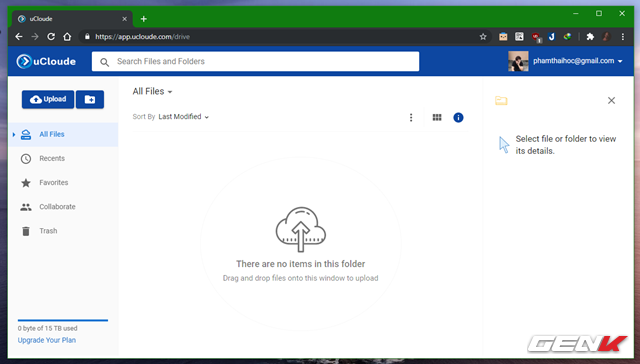 uCloude
https://app.ucloude.com/drive
1
uCloude
Search Files and Folders
phamthaihoc@gmail.com
Upload
All Files
Recents
Favorites
Collaborate
Trash
0 byte of 15 TB used
Upgrade Your Plan
All Files
Sort By Last Modified
There are no items in this folder
Drag and drop files onto this window to upload
Select file or folder to view
its details.
GENK